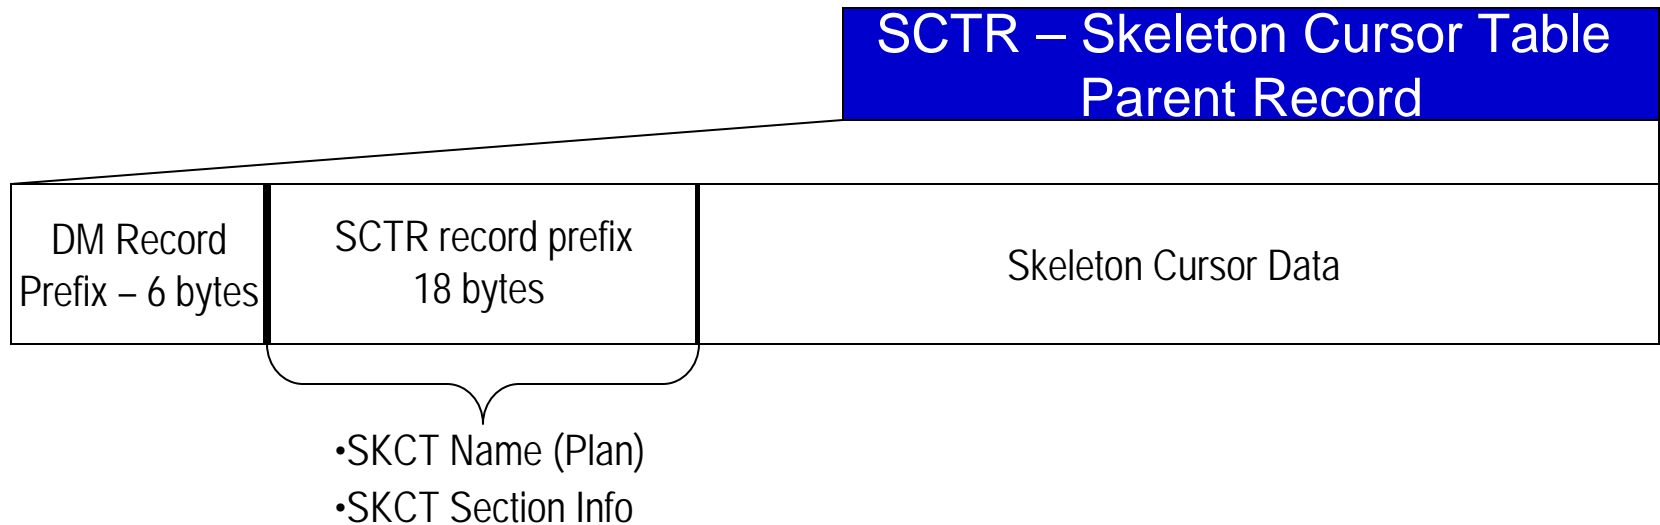 SCTR – Skeleton Cursor Table
Parent Record
DM Record
Prefix – 6 bytes
SCTR record prefix
18 bytes
Skeleton Cursor Data
•SKCT Name (Plan)
•SKCT Section Info